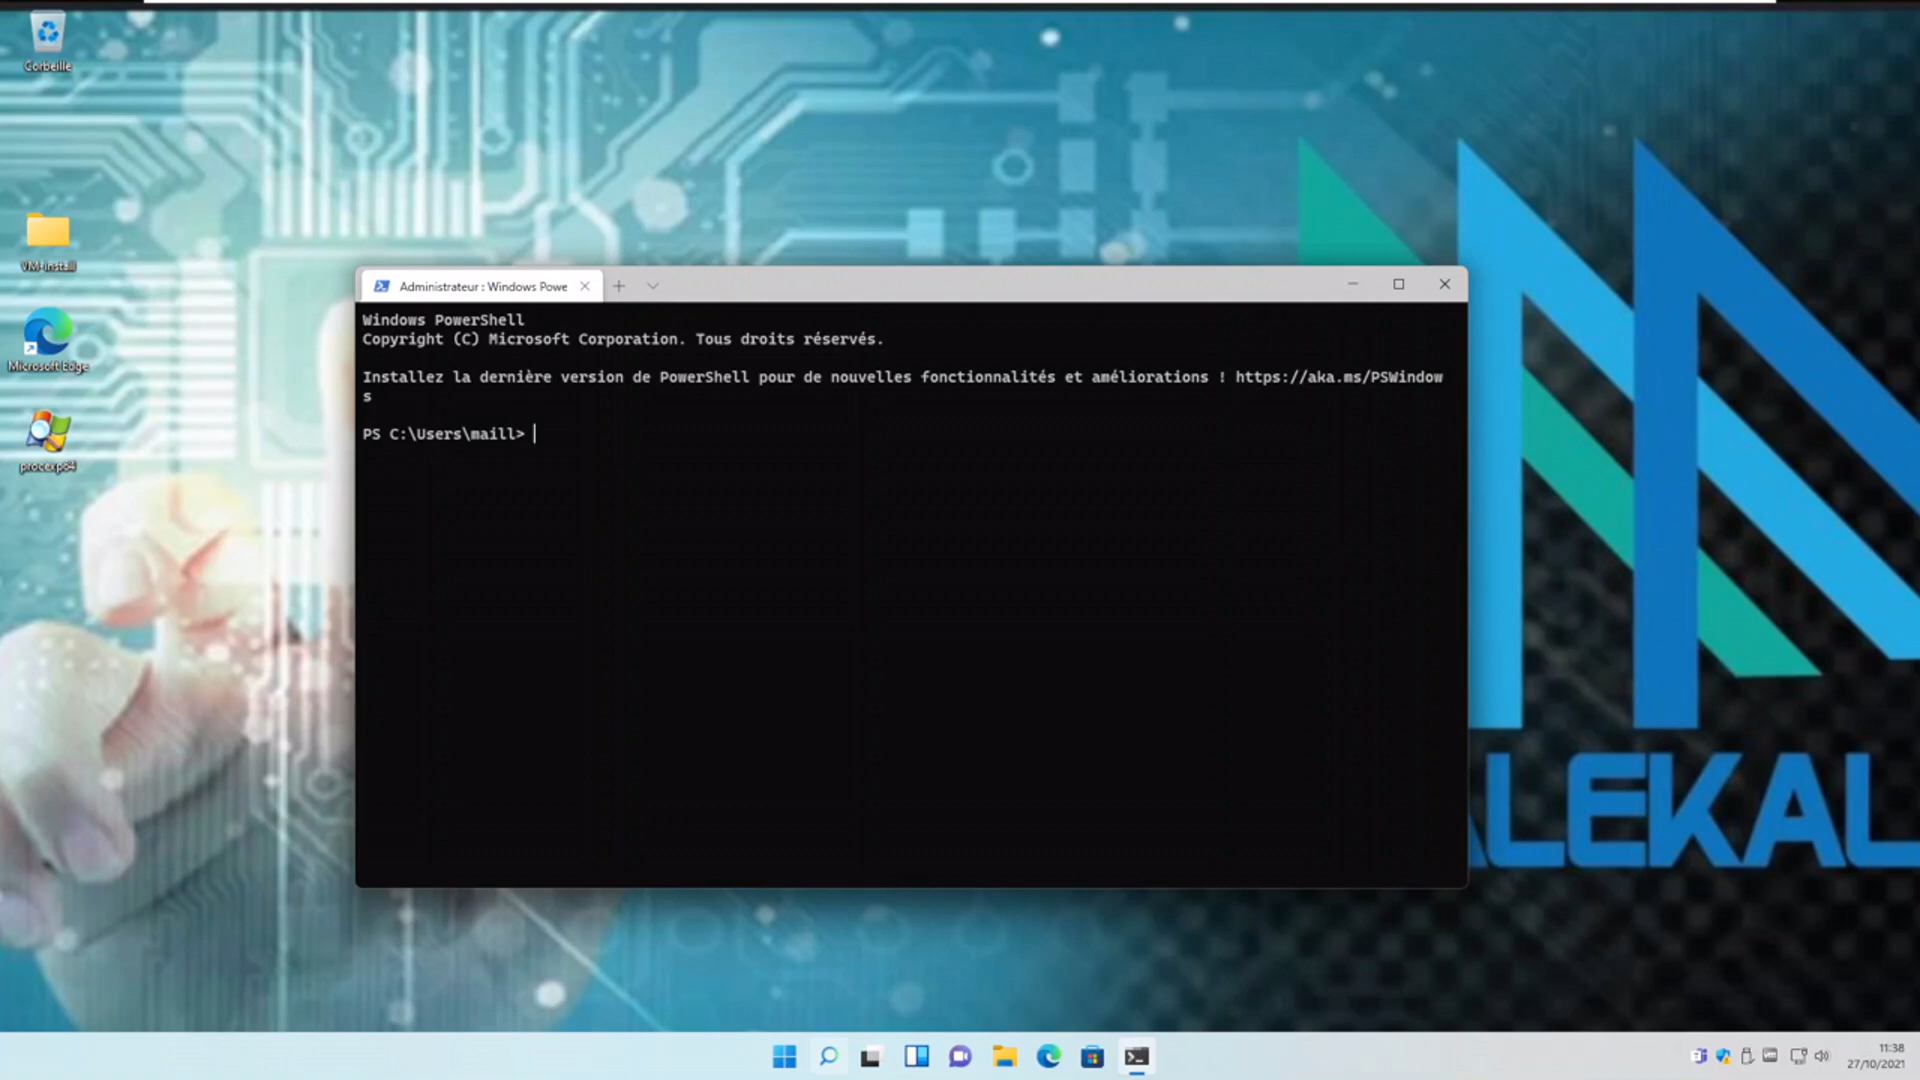 Corbeille
VM-install
Microsoft Edge
procexp64
Administrateur : Windows Powe
Windows PowerShell
Copyright (C) Microsoft Corporation. Tous droits réservés.
Installez la dernière version de PowerShell pour de nouvelles fonctionnalités et améliorations ! https://aka.ms/PSWindow
s
PS C:\Users\maill>
ALEKAL
11:38
27/10/2021